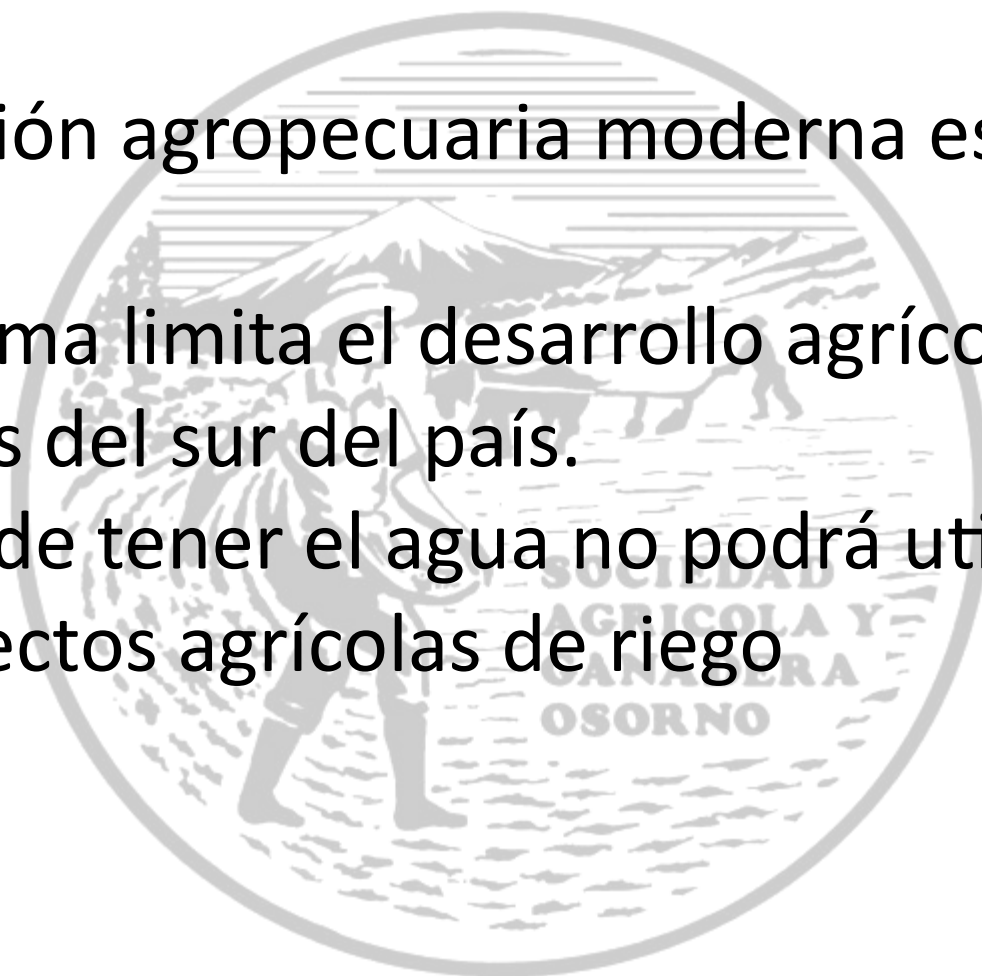 ión agropecuaria moderna es
ma limita el desarrollo agríco
s del sur del país.
de tener el agua no podrá uti
ectos agrícolas de riego
SOCIEDAD
AGRICOLA Y
GANADERA
OSORNO